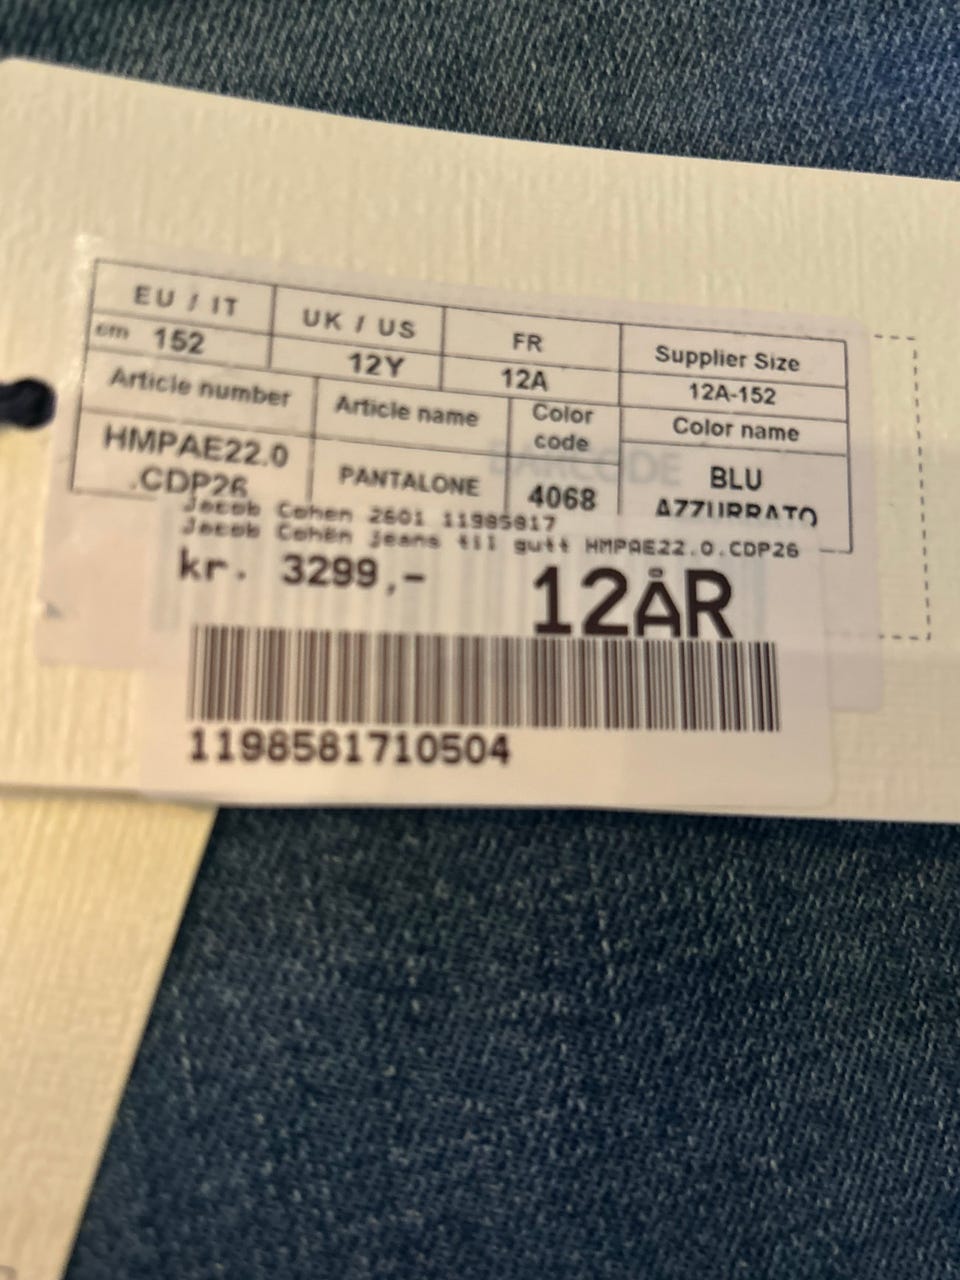 EU / IT UK / US FR Supplier Size
cm 152 12Y 12A 12A-152
Article number Article name Color code Color name
HMPAE22.0 .CDP26 PANTALONE 4068 BLU AZZURRATO
BARCODE
Jacob Cohen 2601 11985817
Jacob Cohën jeans til gutt HMPAE22.0.CDP26
kr. 3299,- 12ÅR
1198581710504